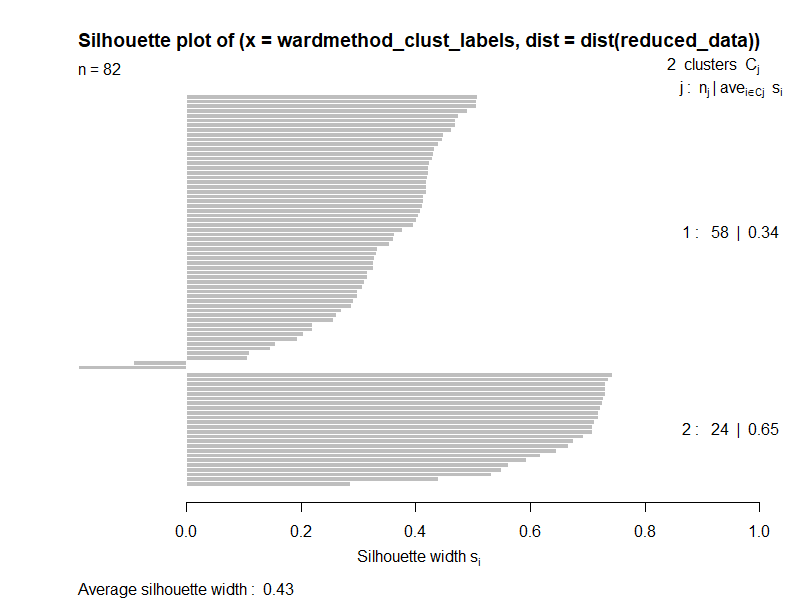 Silhouette plot of (x = wardmethod_clust_labels, dist = dist(reduced_data))
n = 82
2 clusters Cj
j : nj | avei∈Cj si
1 : 58 | 0.34
2 : 24 | 0.65
0.0 0.2 0.4 0.6 0.8 1.0
Silhouette width si
Average silhouette width : 0.43